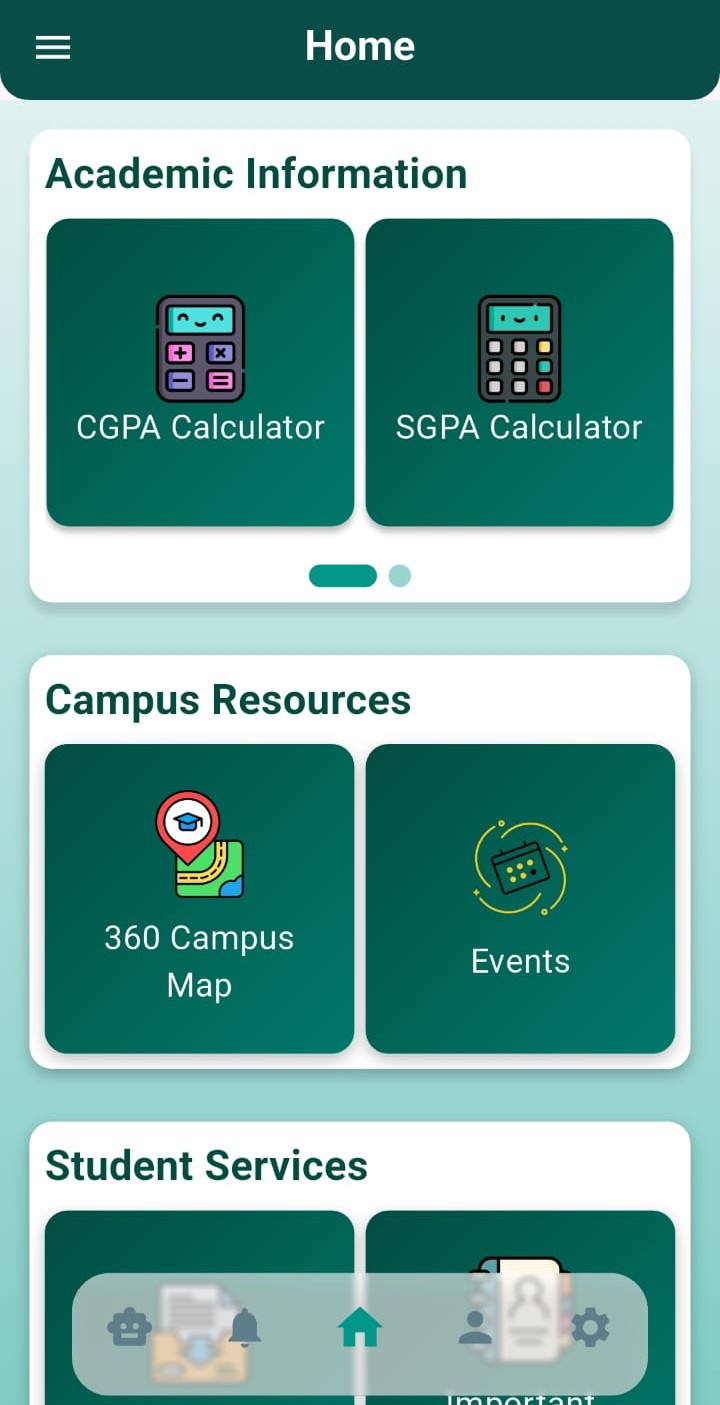 Home
Academic Information
CGPA Calculator
SGPA Calculator
Campus Resources
360 Campus
Map
Events
Student Services
Important